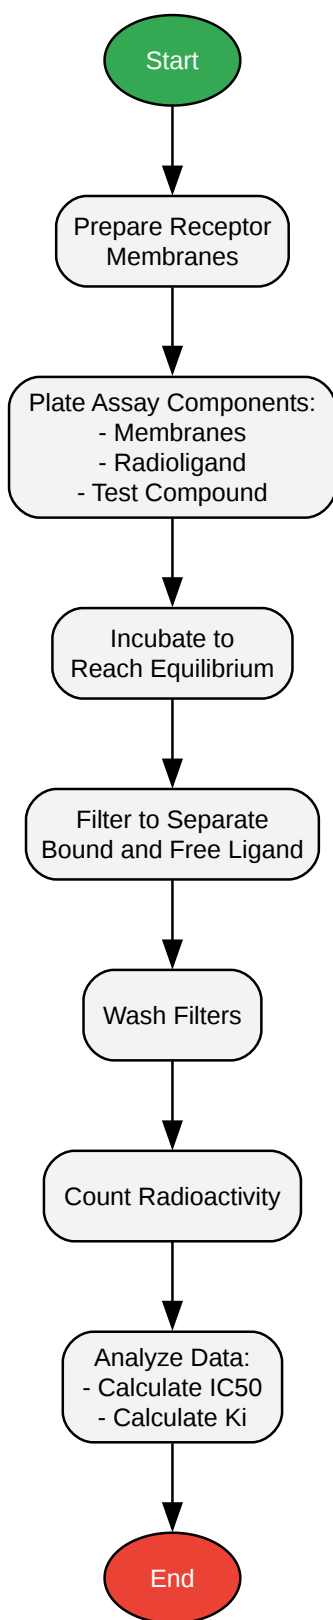 Start
Prepare Receptor
Membranes
Plate Assay Components:
- Membranes
- Radioligand
- Test Compound
Incubate to
Reach Equilibrium
Filter to Separate
Bound and Free Ligand
Wash Filters
Count Radioactivity
Analyze Data:
- Calculate IC50
- Calculate Ki
End